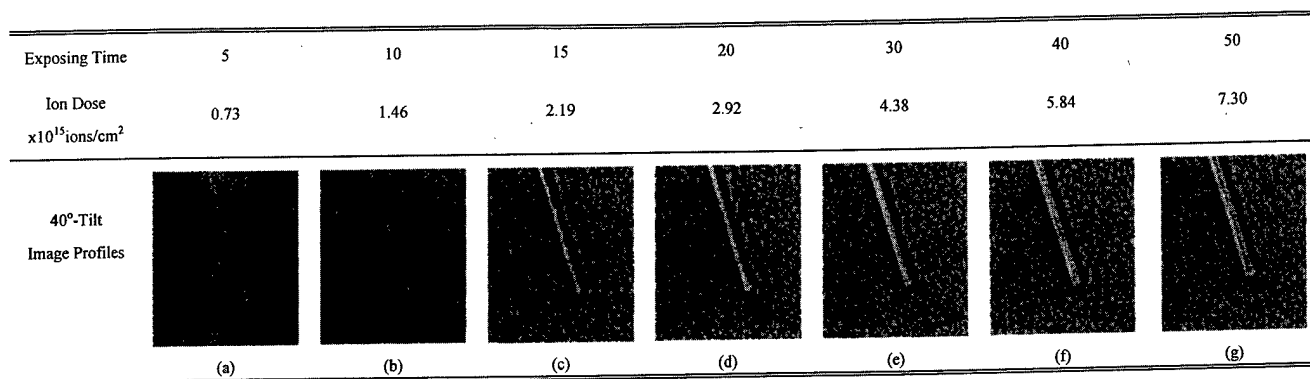 Exposing Time 5 10 15 20 30 40 50
Ion Dose
x10¹⁵ions/cm² 0.73 1.46 2.19 2.92 4.38 5.84 7.30
40°-Tilt
Image Profiles
(a) (b) (c) (d) (e) (f) (g)